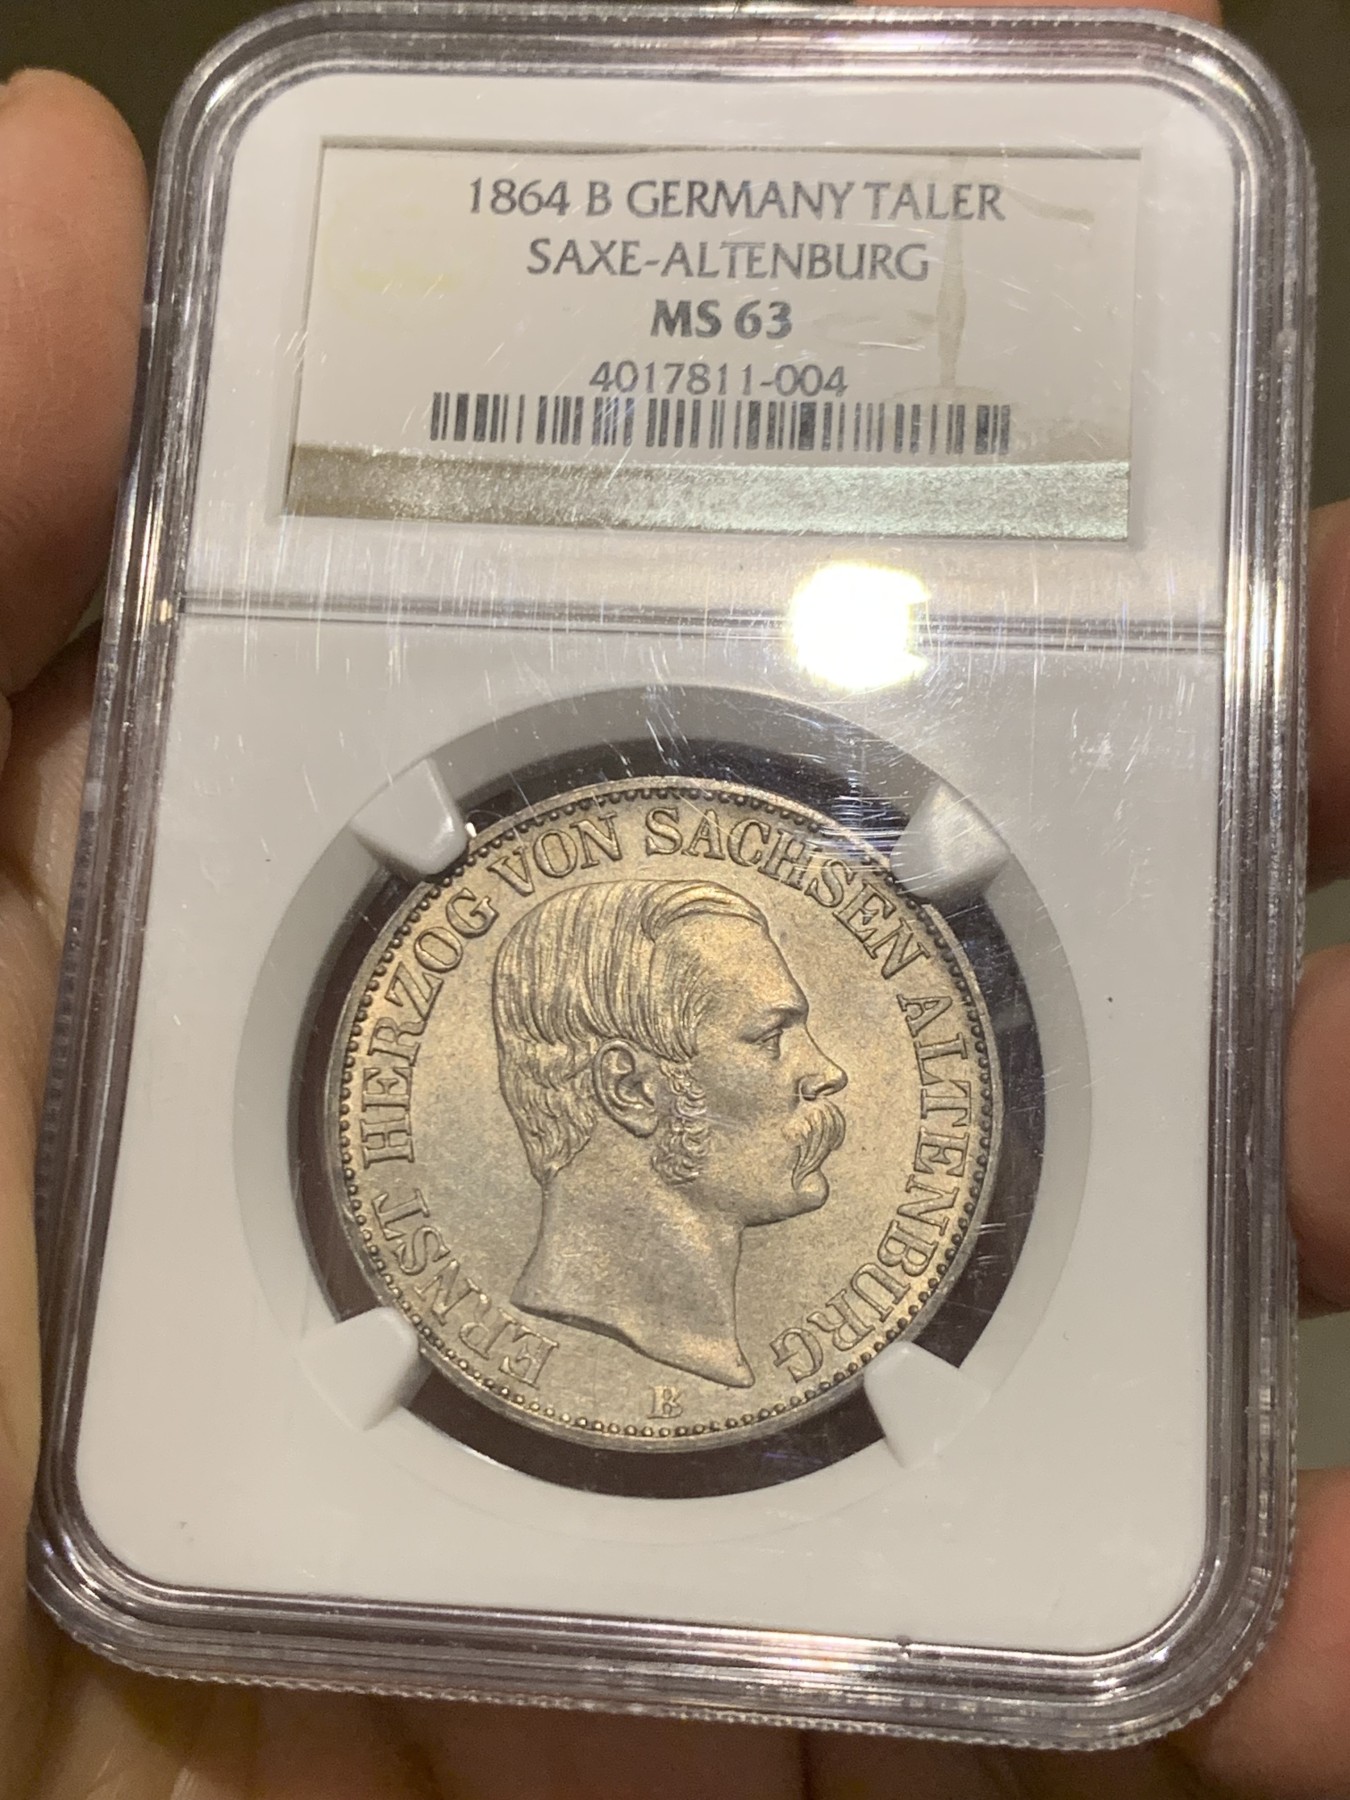 1864 B GERMANY TALER
SAXE-ALTENBURG
MS 63
4017811-004
ERNST HERZOG VON SACHSEN ALTENBURG
B